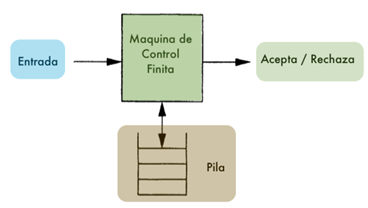 Entrada
Maquina de
Control
Finita
Acepta / Rechaza
Pila